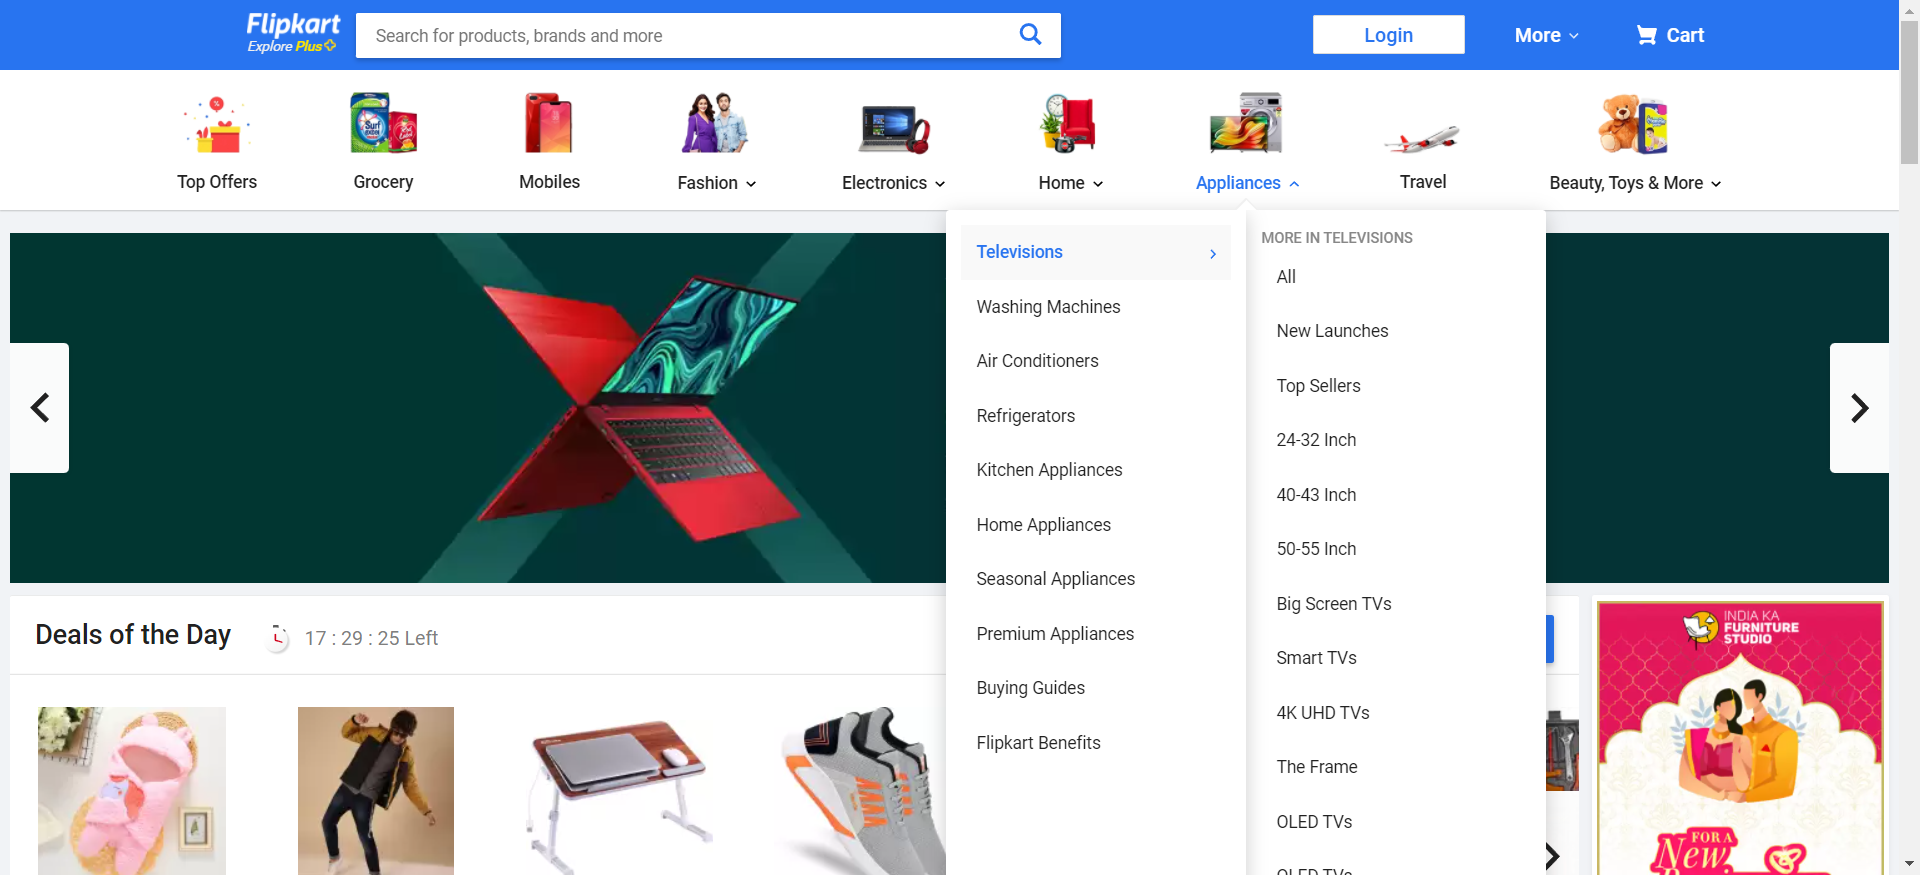 Flipkart
Explore Plus
Search for products, brands and more
Login
More
Cart
Top Offers
Grocery
Mobiles
Fashion
Electronics
Home
Appliances
Travel
Beauty, Toys & More
Televisions
Washing Machines
Air Conditioners
Refrigerators
Kitchen Appliances
Home Appliances
Seasonal Appliances
Premium Appliances
Buying Guides
Flipkart Benefits
MORE IN TELEVISIONS
All
New Launches
Top Sellers
24-32 Inch
40-43 Inch
50-55 Inch
Big Screen TVs
Smart TVs
4K UHD TVs
The Frame
OLED TVs
Deals of the Day
17 : 29 : 25 Left
INDIA KA
FURNITURE
STUDIO
FOR A
New